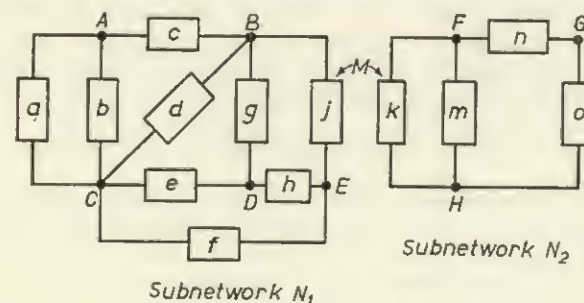 A B F G
c n
a b d g j M k m o
C e D h E H
f
Subnetwork N₂
Subnetwork N₁